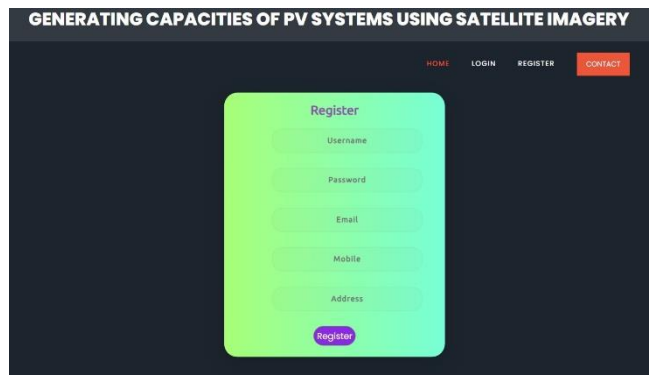 GENERATING CAPACITIES OF PV SYSTEMS USING SATELLITE IMAGERY
HOME LOGIN REGISTER CONTACT
Register
Username
Password
Email
Mobile
Address
Register